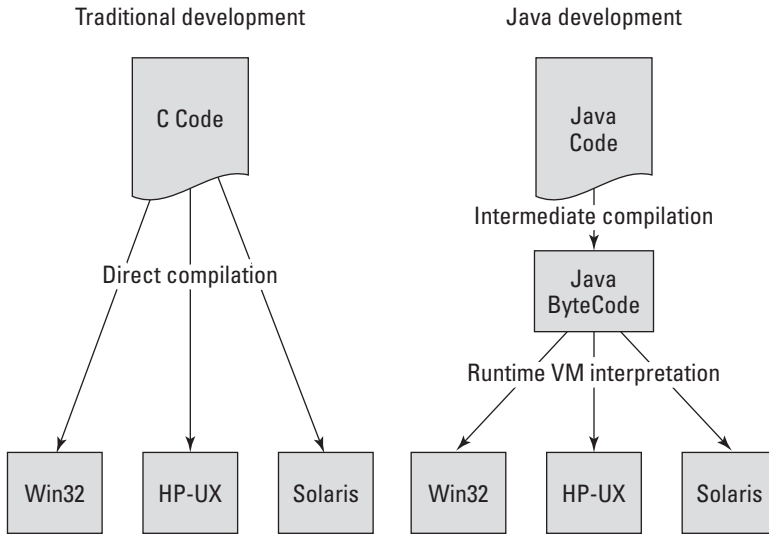 Traditional development
Java development
C Code
Java
Code
Intermediate compilation
Direct compilation
Java
ByteCode
Runtime VM interpretation
Win32
HP-UX
Solaris
Win32
HP-UX
Solaris